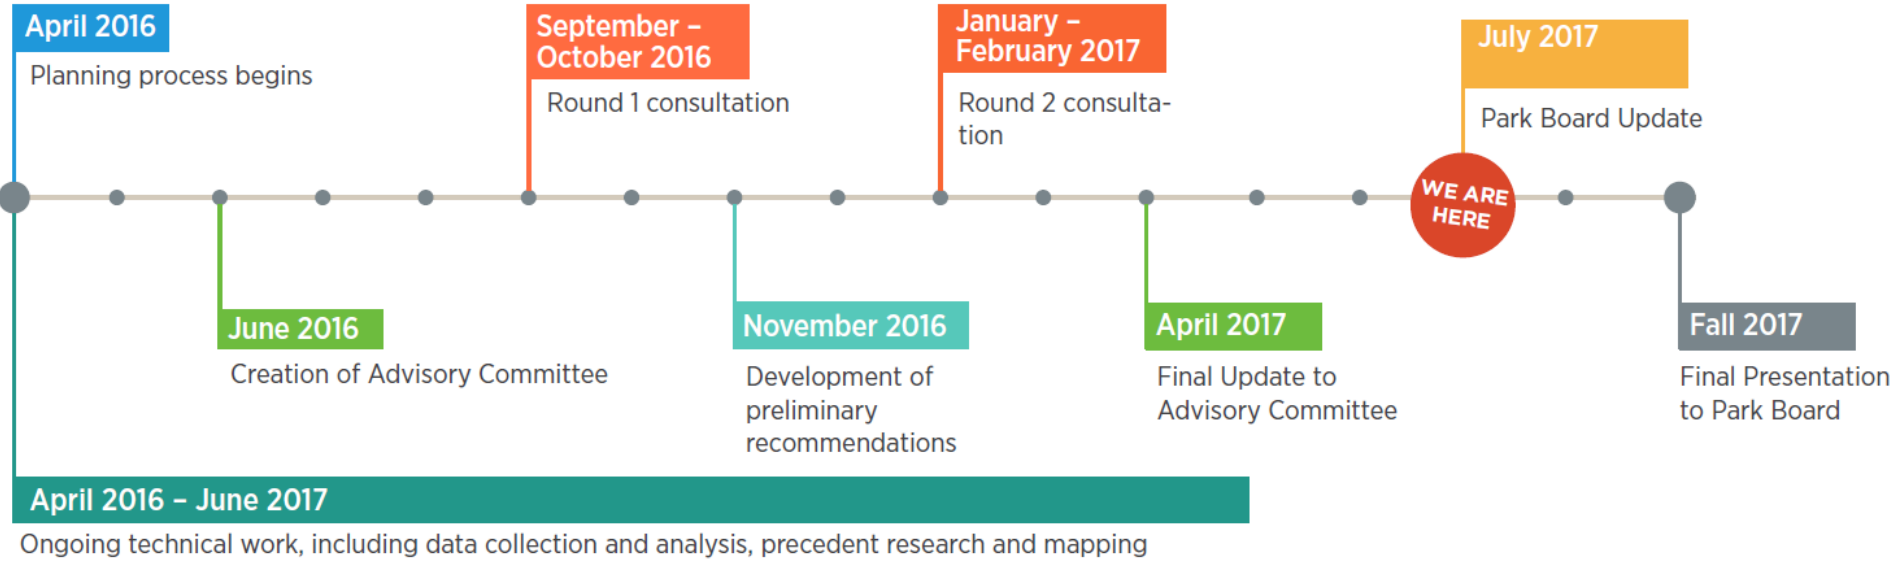 April 2016
Planning process begins
September –
October 2016
Round 1 consultation
January –
February 2017
Round 2 consulta-
tion
July 2017
Park Board Update
WE ARE
HERE
June 2016
Creation of Advisory Committee
November 2016
Development of
preliminary
recommendations
April 2017
Final Update to
Advisory Committee
Fall 2017
Final Presentation
to Park Board
April 2016 – June 2017
Ongoing technical work, including data collection and analysis, precedent research and mapping